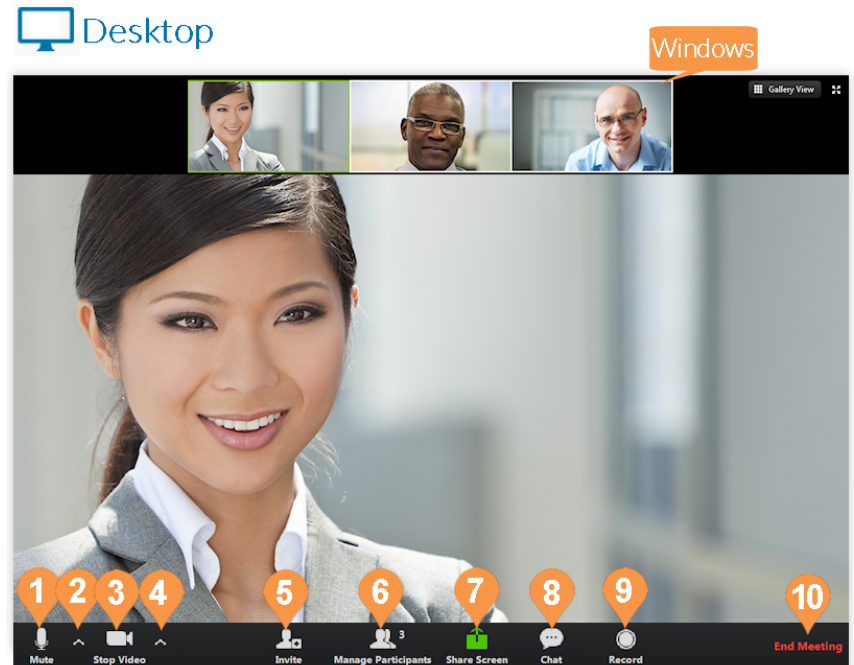 Desktop
Windows
Gallery View
1 2 3 4 5 6 7 8 9 10
3
Mute Stop Video Invite Manage Participants Share Screen Chat Record End Meeting